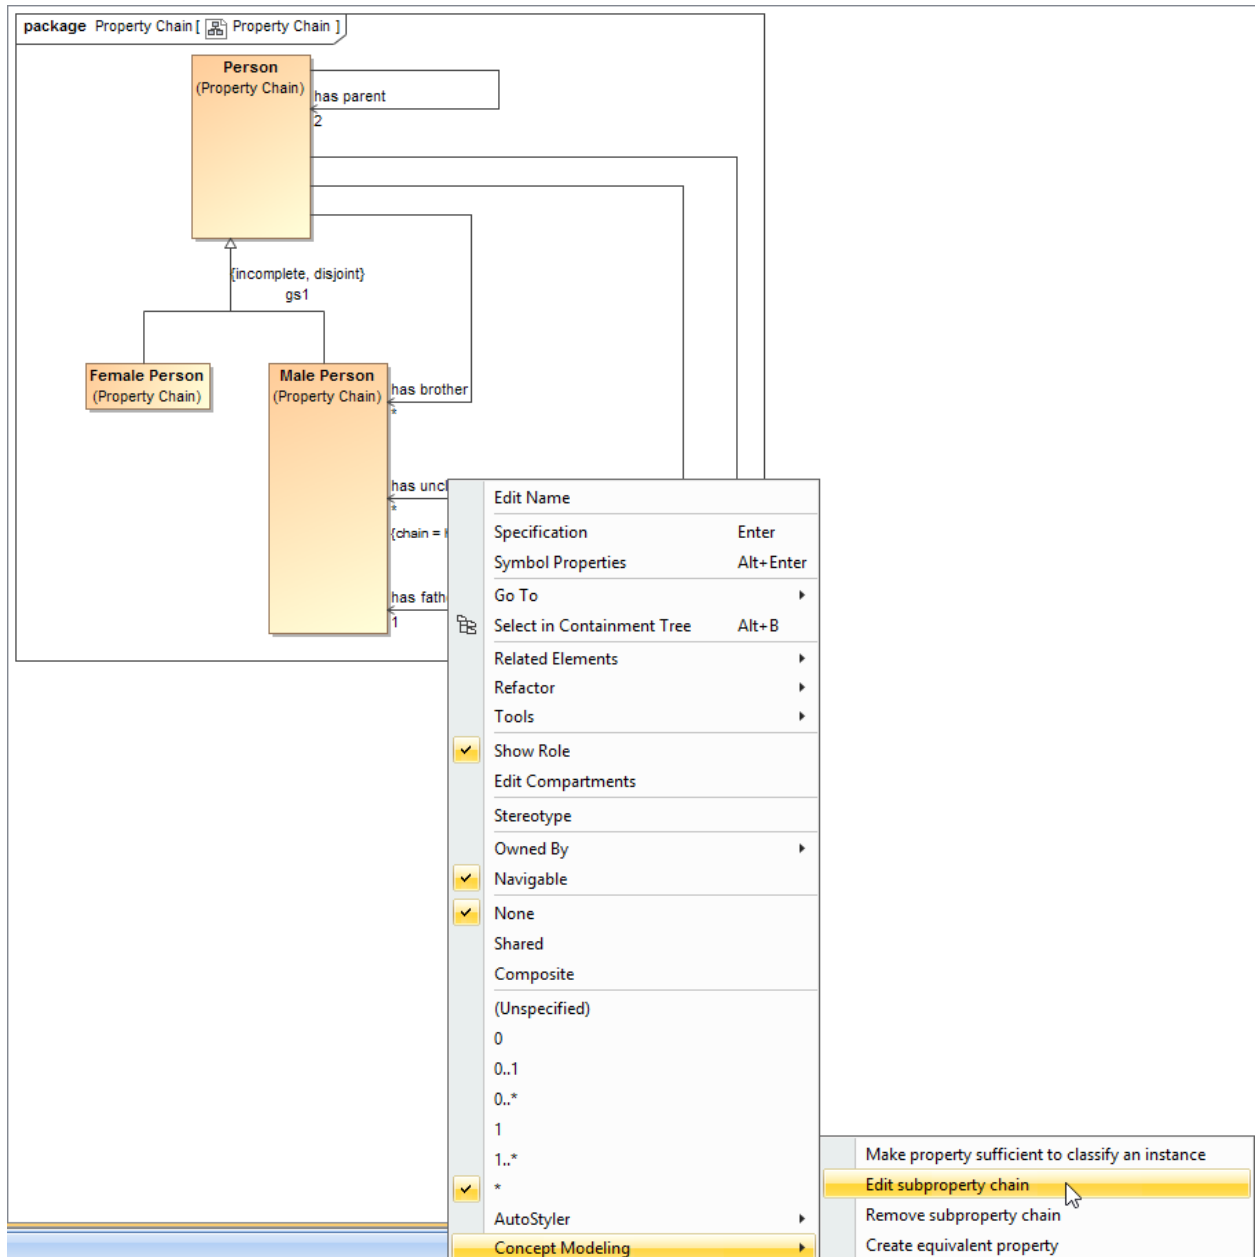 package Property Chain [ Property Chain ]
Person
(Property Chain)
has parent
2
{incomplete, disjoint}
gs1
Female Person
(Property Chain)
Male Person
(Property Chain)
has brother
*
has
*
{chain =
has
1
Edit Name
Specification Enter
Symbol Properties Alt+Enter
Go To
Select in Containment Tree Alt+B
Related Elements
Refactor
Tools
Show Role
Edit Compartments
Stereotype
Owned By
Navigable
None
Shared
Composite
(Unspecified)
0
0..1
0..*
1
1..*
*
AutoStyler
Concept Modeling
Make property sufficient to classify an instance
Edit subproperty chain
Remove subproperty chain
Create equivalent property